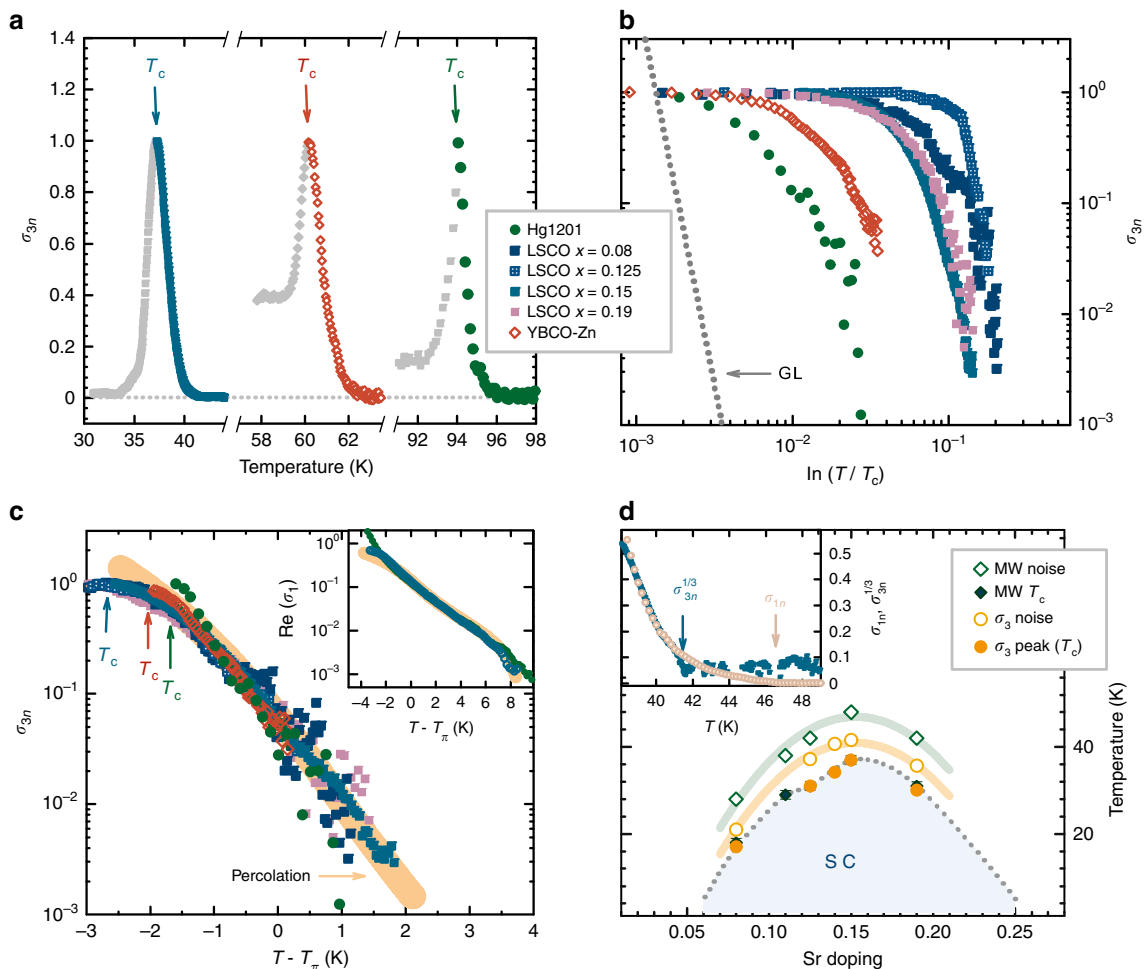 a
1.4
1.2
1.0
0.8
0.6
0.4
0.2
0
σ3n
Tc
Tc
Tc
30 35 40 58 60 62 92 94 96 98
Temperature (K)
Hg1201
LSCO x = 0.08
LSCO x = 0.125
LSCO x = 0.15
LSCO x = 0.19
YBCO-Zn
b
10⁰
10⁻¹
10⁻²
10⁻³
σ3n
GL
10⁻³ 10⁻² 10⁻¹
ln (T / Tc)
c
10⁰
10⁻¹
10⁻²
10⁻³
σ3n
Tc
Tc
Tc
Percolation
−3 −2 −1 0 1 2 3 4
T - Tπ (K)
10⁰
10⁻¹
10⁻²
10⁻³
Re (σ1)
−4 −2 0 2 4 6 8
T − Tπ (K)
d
σ3n^1/3
σ1n
0.5
0.4
0.3
0.2
0.1
0
σ1n, σ3n^1/3
40 42 44 46 48
T (K)
MW noise
MW Tc
σ3 noise
σ3 peak (Tc)
40
20
Temperature (K)
S C
0.05 0.10 0.15 0.20 0.25
Sr doping